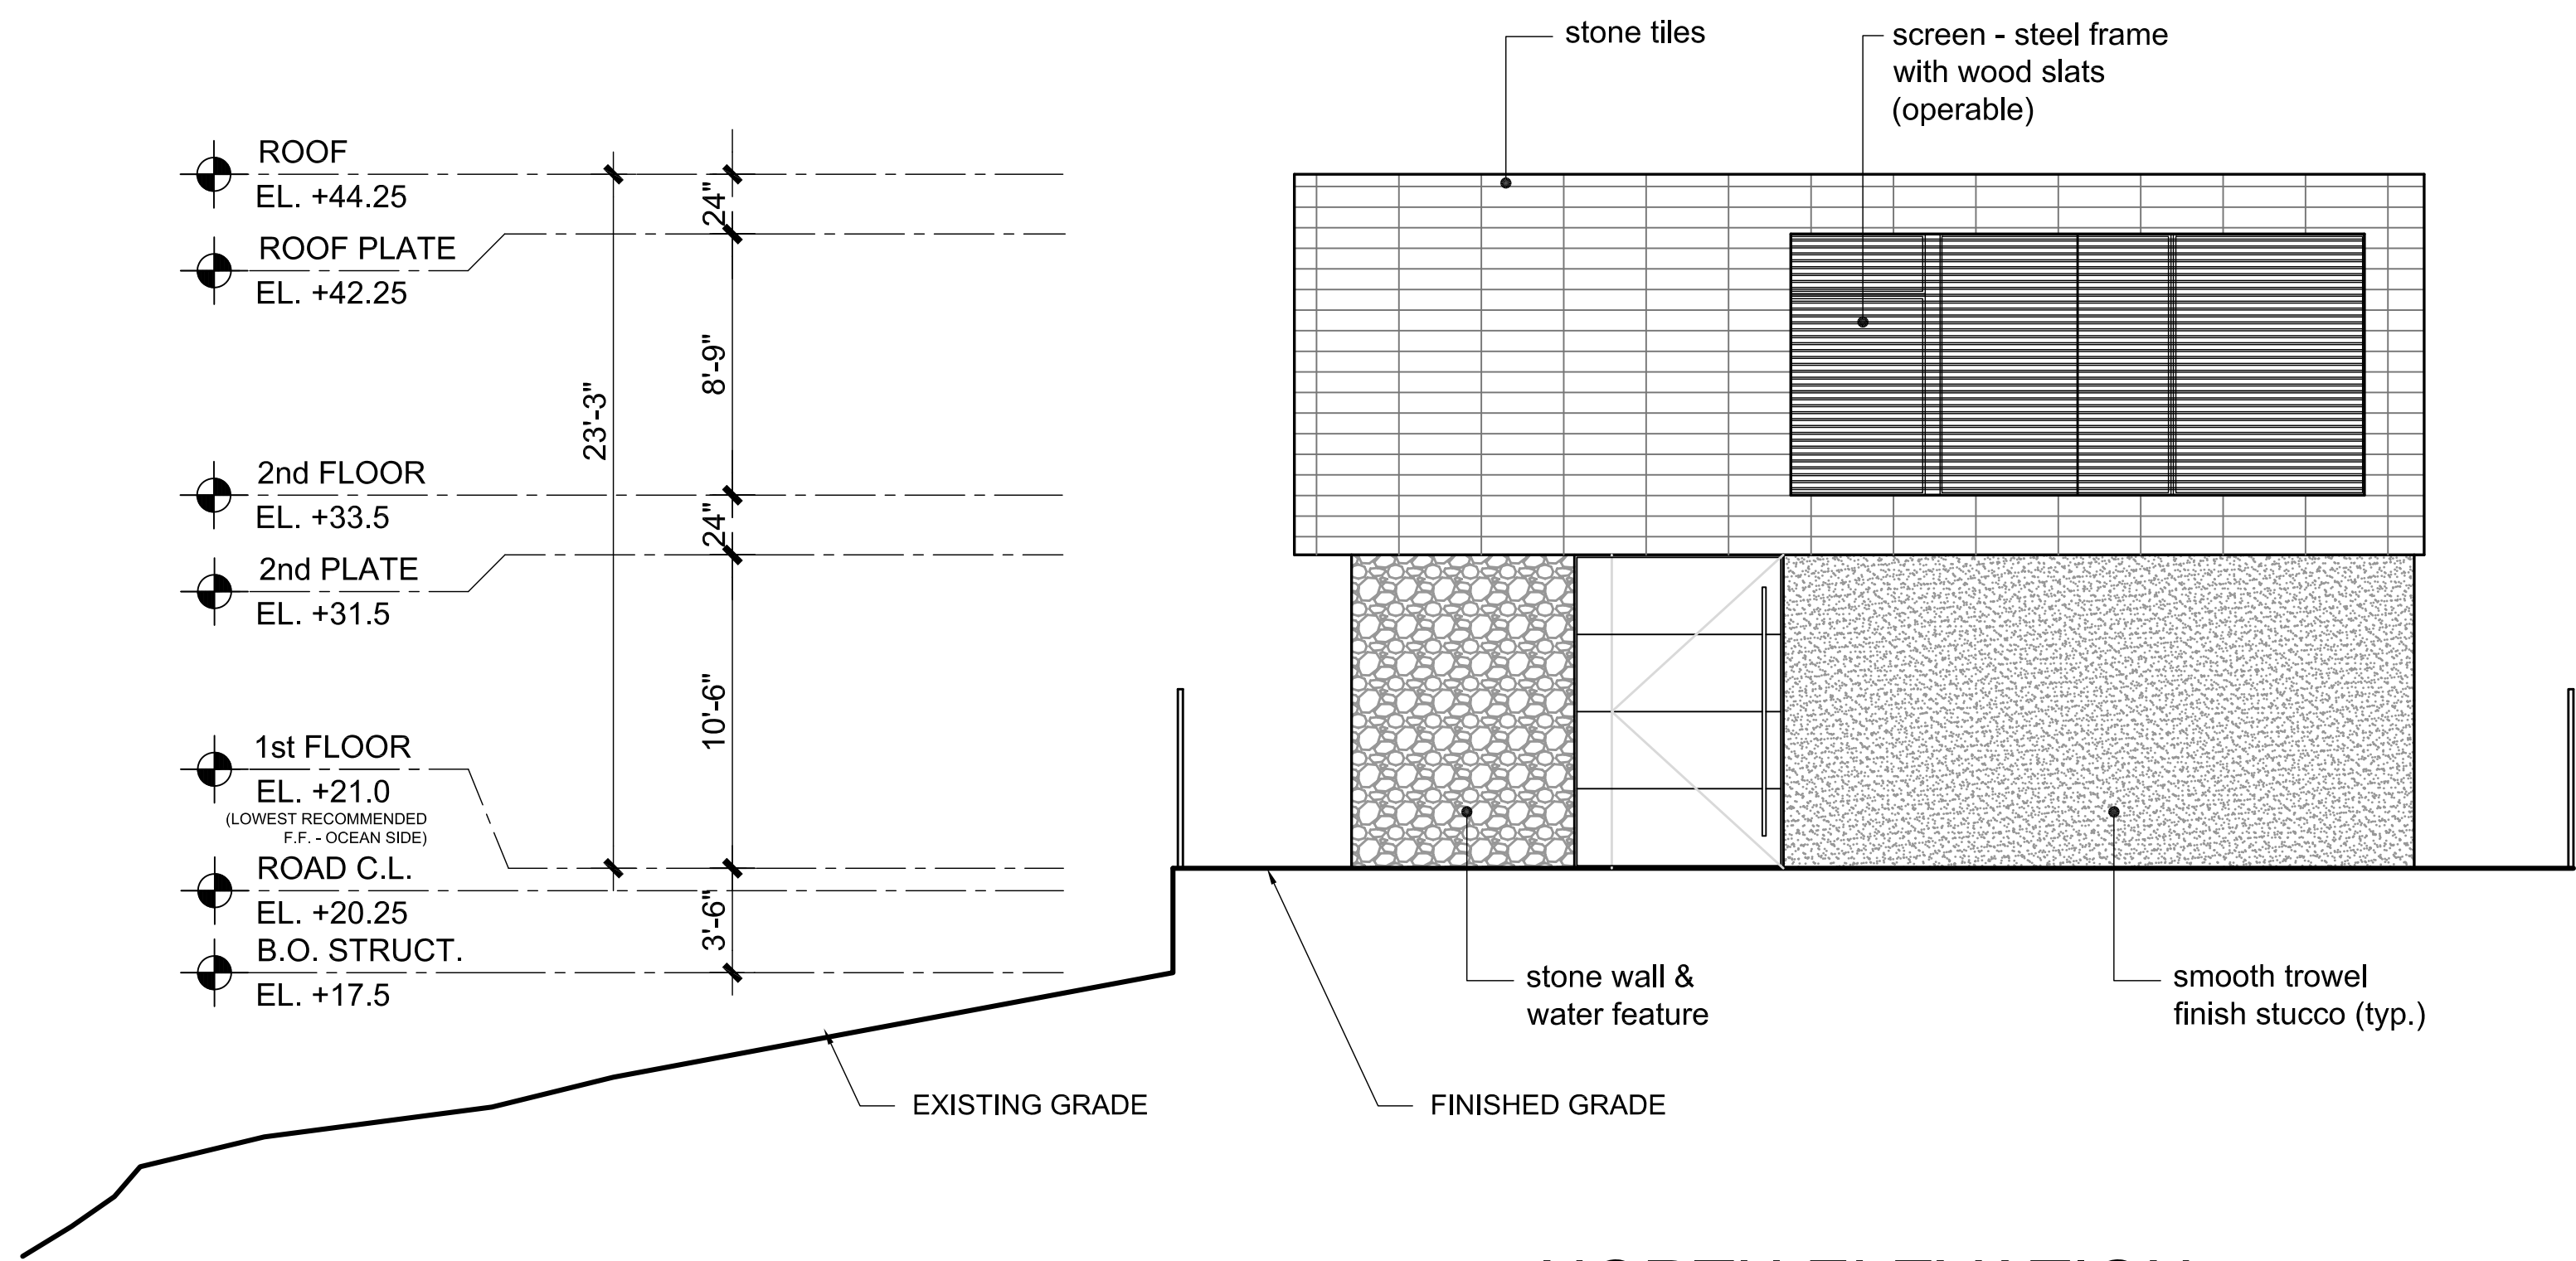 stone tiles
screen - steel frame
with wood slats
(operable)
ROOF
EL. +44.25
ROOF PLATE
EL. +42.25
2nd FLOOR
EL. +33.5
2nd PLATE
EL. +31.5
1st FLOOR
EL. +21.0
(LOWEST RECOMMENDED
F.F. - OCEAN SIDE)
ROAD C.L.
EL. +20.25
B.O. STRUCT.
EL. +17.5
23'-3"
24"
8'-9"
24"
10'-6"
3'-6"
stone wall &
water feature
smooth trowel
finish stucco (typ.)
EXISTING GRADE
FINISHED GRADE
NORTH ELEVATION